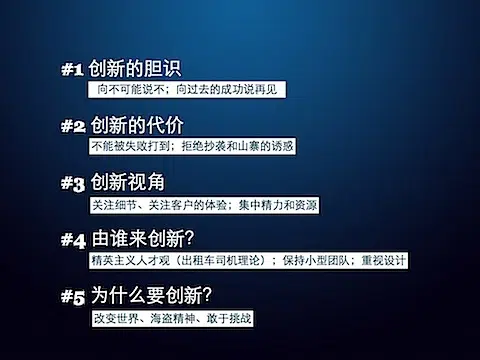 #1 创新的胆识
向不可能说不；向过去的成功说再见
#2 创新的代价
不能被失败打到；拒绝抄袭和山寨的诱惑
#3 创新视角
关注细节、关注客户的体验；集中精力和资源
#4 由谁来创新？
精英主义人才观（出租车司机理论）；保持小型团队；重视设计
#5 为什么要创新？
改变世界、海盗精神、敢于挑战